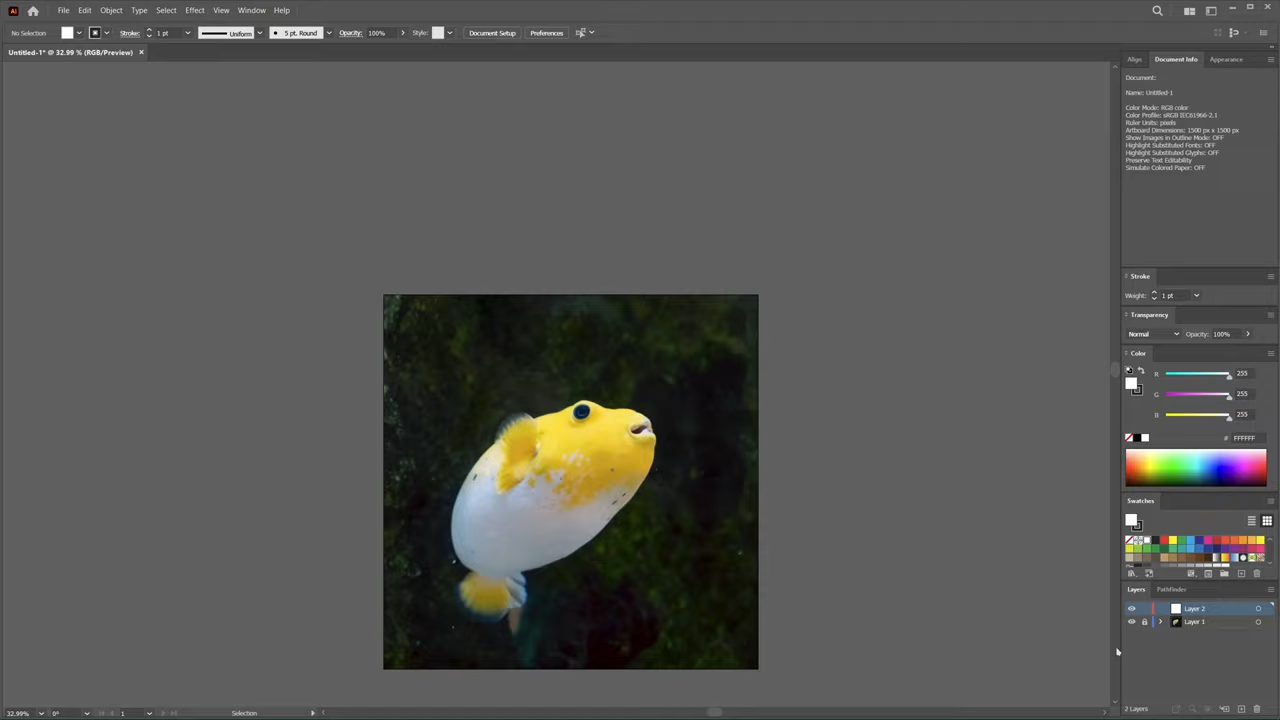 Ai File Edit Object Type Select Effect View Window Help
No Selection Stroke: 1 pt Uniform 5 pt. Round Opacity: 100% Style: Document Setup Preferences
Untitled-1* @ 32.99 % (RGB/Preview) ×
Align Document Info Appearance
Document:
Name: Untitled-1
Color Mode: RGB color
Color Profile: sRGB IEC61966-2.1
Ruler Units: pixels
Artboard Dimensions: 1500 px x 1500 px
Show Images in Outline Mode: OFF
Highlight Substituted Fonts: OFF
Highlight Substituted Glyphs: OFF
Preserve Text Editability
Simulate Colored Paper: OFF
Stroke
Weight: 1 pt
Transparency
Normal Opacity: 100%
Color
R 255
G 255
B 255
# FFFFFF
Swatches
Layers Pathfinder
Layer 2
Layer 1
2 Layers
32.99% 0° 1 Selection